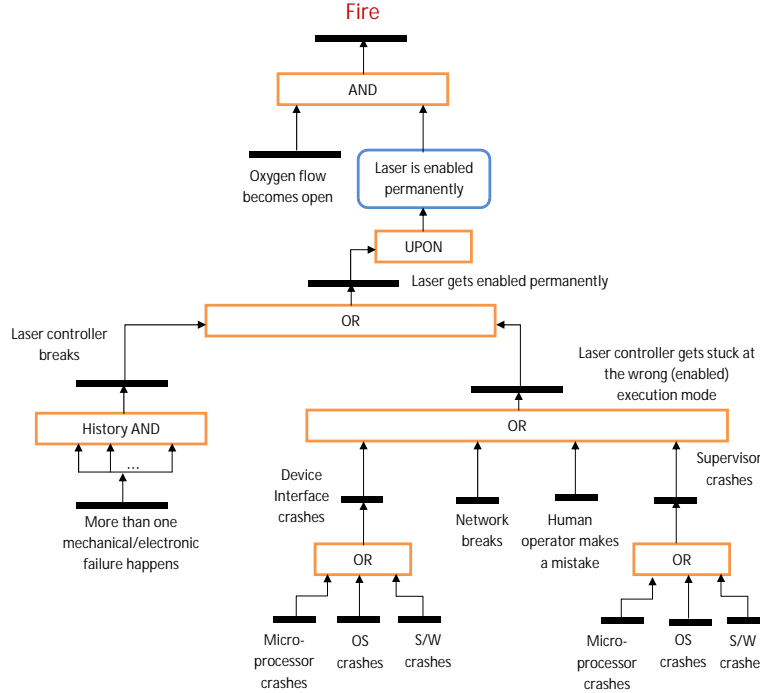 Fire
AND
Oxygen flow
becomes open
Laser is enabled
permanently
UPON
Laser gets enabled permanently
OR
Laser controller
breaks
Laser controller gets stuck at
the wrong (enabled)
execution mode
History AND
...
OR
More than one
mechanical/electronic
failure happens
Device
Interface
crashes
Network
breaks
Human
operator makes
a mistake
Supervisor
crashes
OR
OR
Micro-
processor
crashes
OS
crashes
S/W
crashes
Micro-
processor
crashes
OS
crashes
S/W
crashes